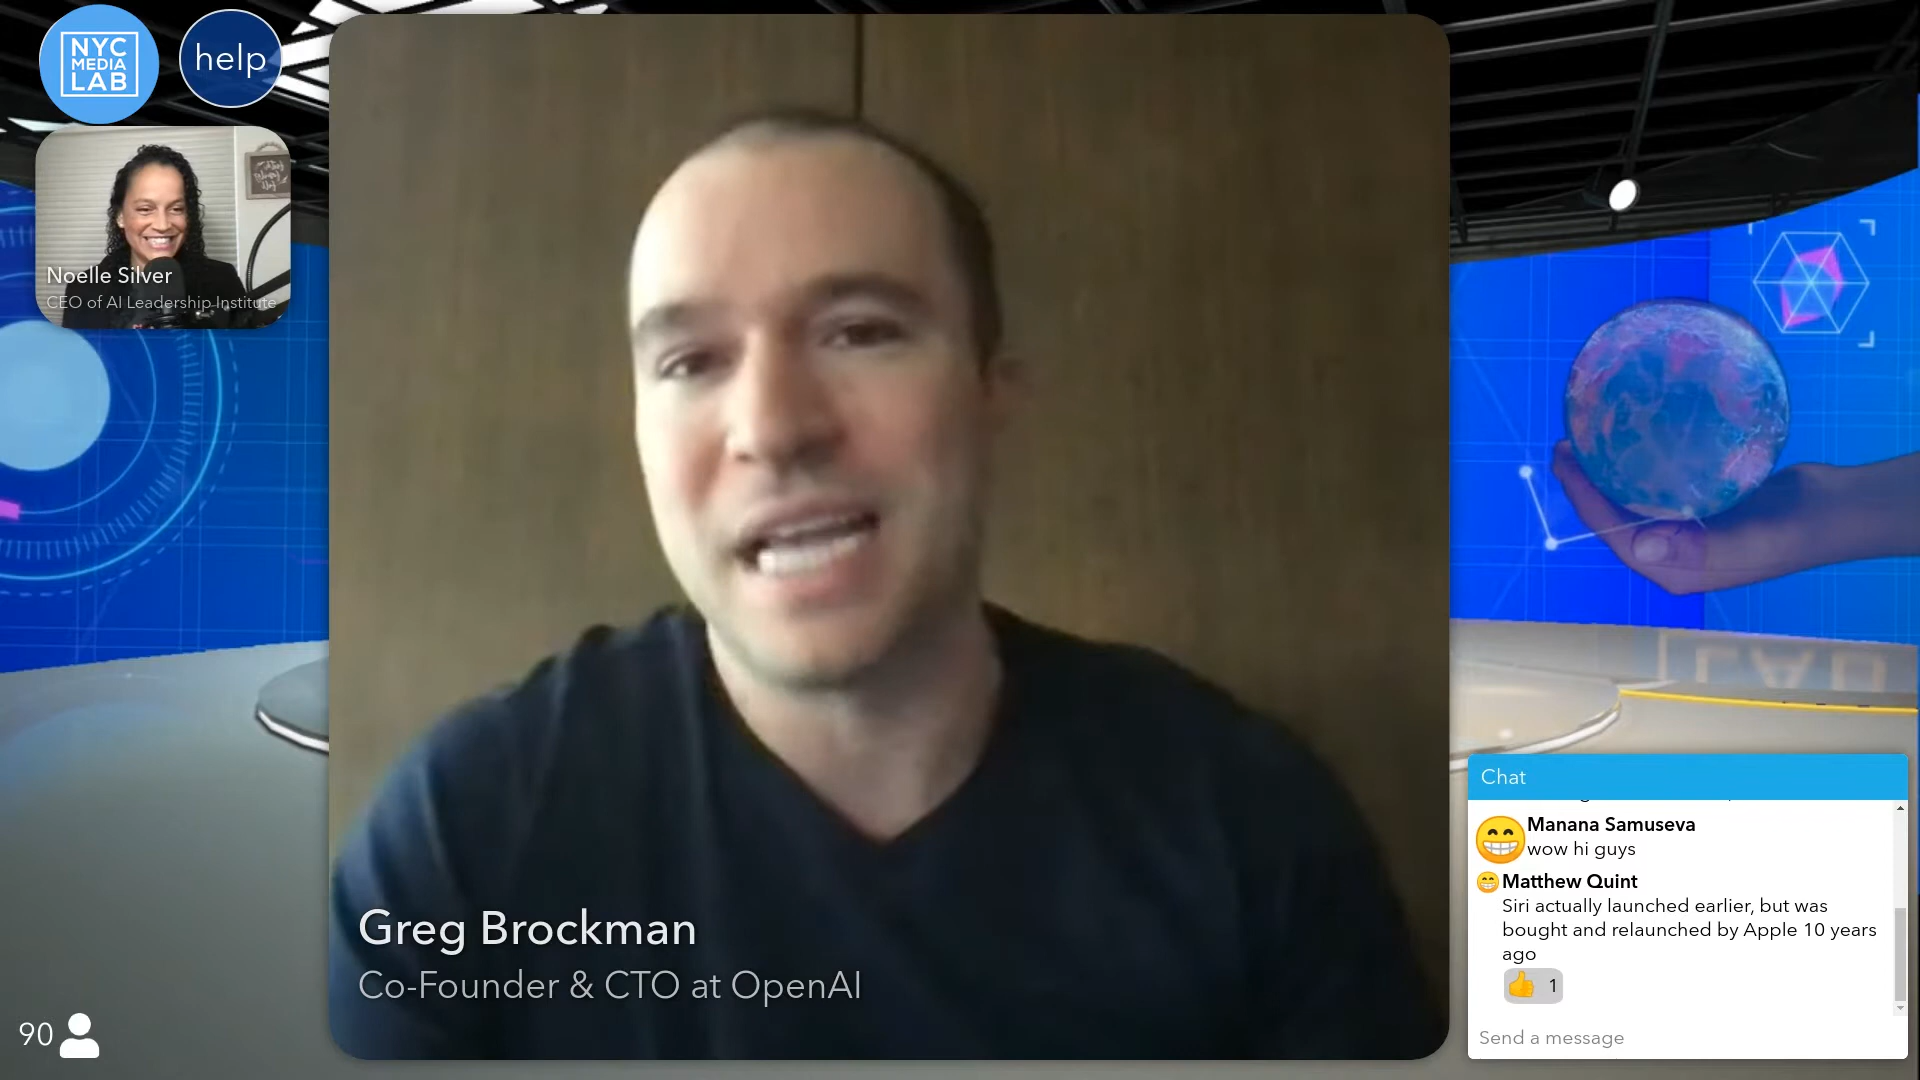 NYC
MEDIA
LAB
help
Noelle Silver
CEO of AI Leadership Institute
Greg Brockman
Co-Founder & CTO at OpenAI
90
Chat
Manana Samuseva
wow hi guys
Matthew Quint
Siri actually launched earlier, but was
bought and relaunched by Apple 10 years
ago
👍 1
Send a message